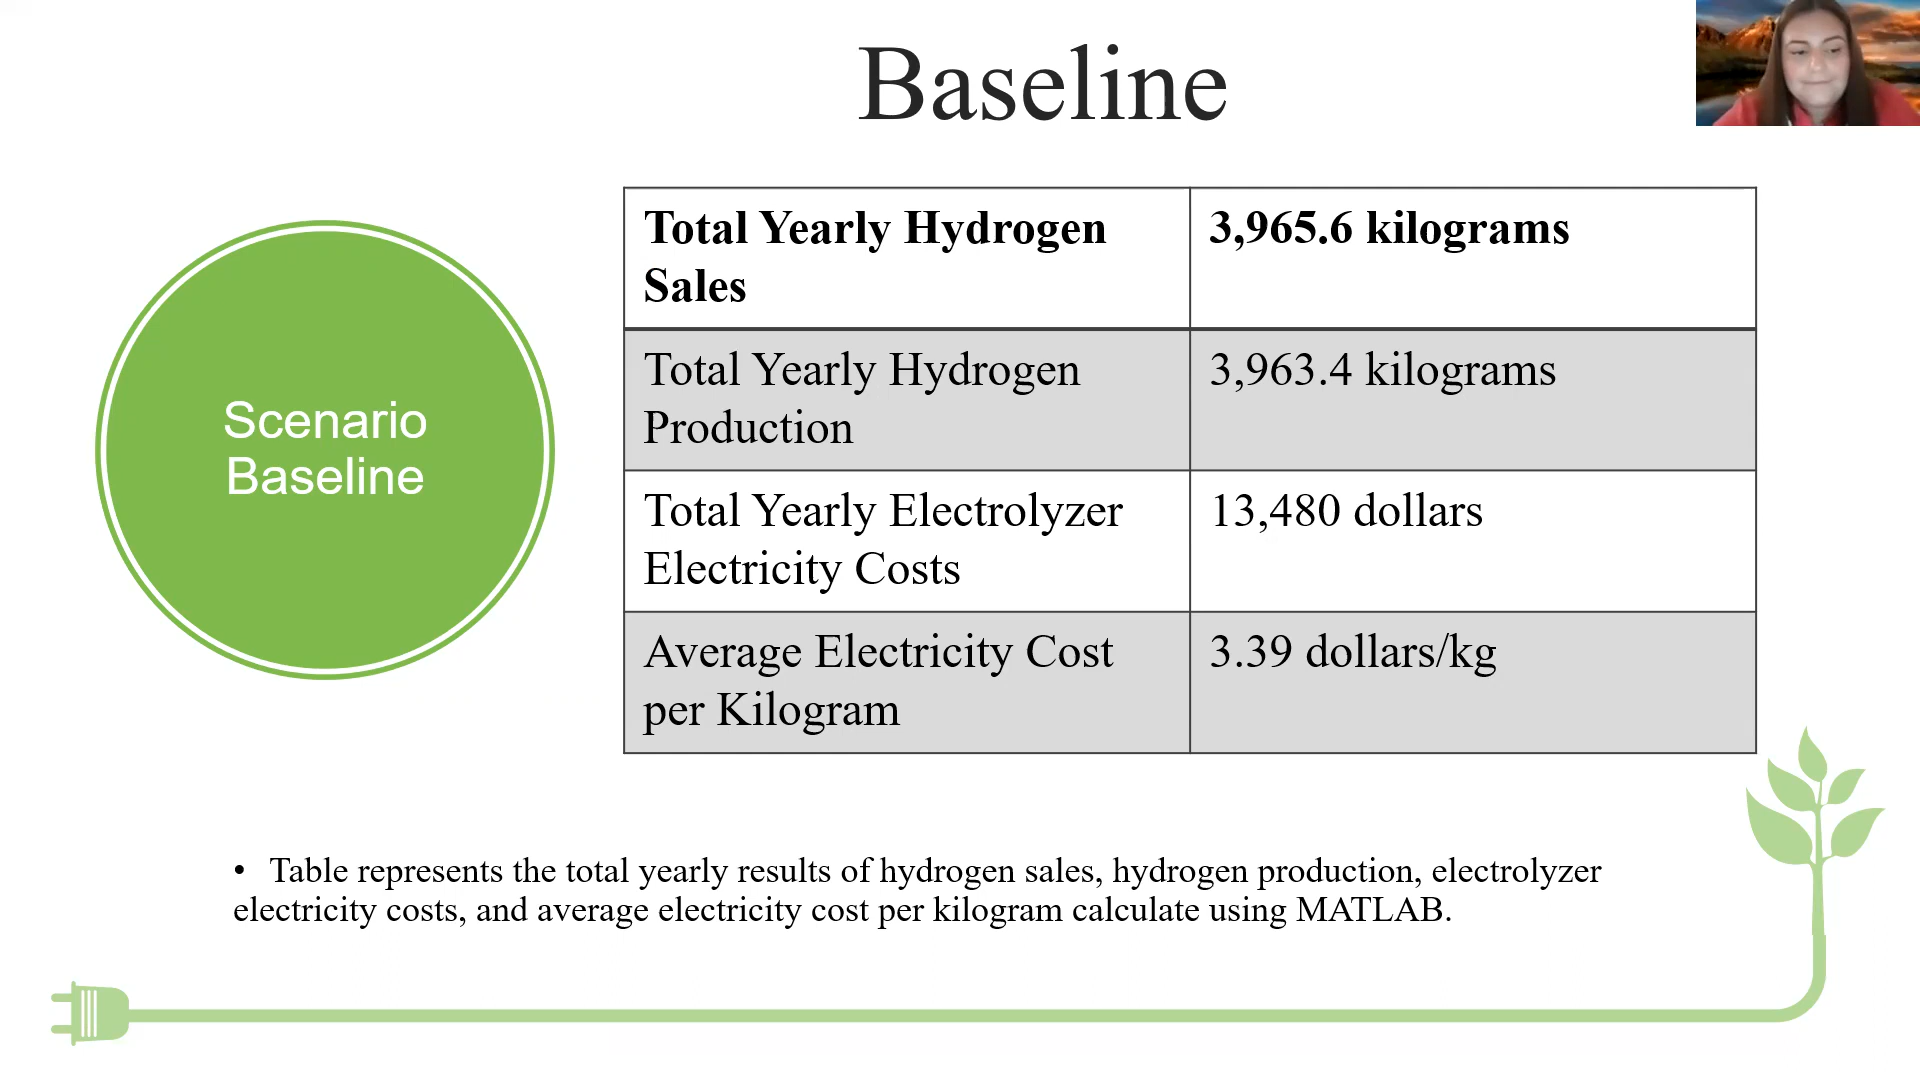 Baseline
Scenario
Baseline
Total Yearly Hydrogen
Sales
3,965.6 kilograms
Total Yearly Hydrogen
Production
3,963.4 kilograms
Total Yearly Electrolyzer
Electricity Costs
13,480 dollars
Average Electricity Cost
per Kilogram
3.39 dollars/kg
• Table represents the total yearly results of hydrogen sales, hydrogen production, electrolyzer
electricity costs, and average electricity cost per kilogram calculate using MATLAB.